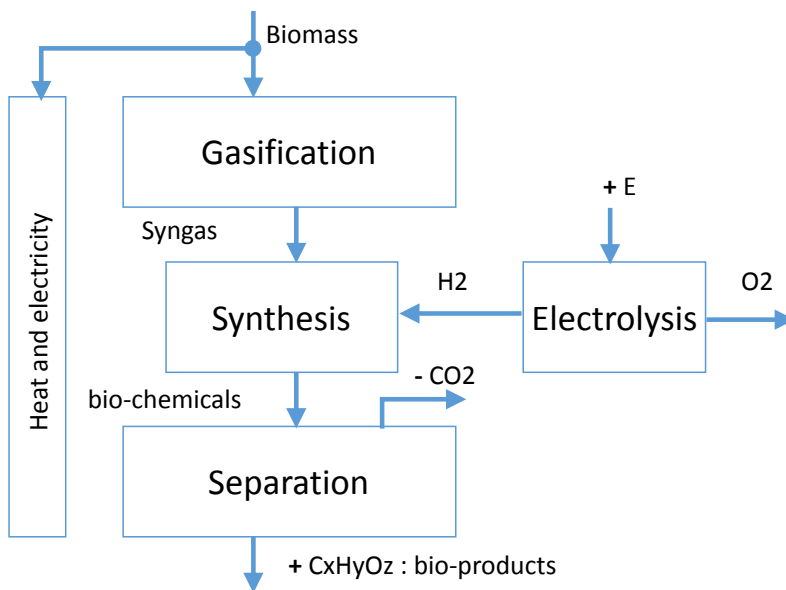 Biomass
Gasification
+ E
Syngas
H2
O2
Heat and electricity
Synthesis
Electrolysis
- CO2
bio-chemicals
Separation
+ CxHyOz : bio-products